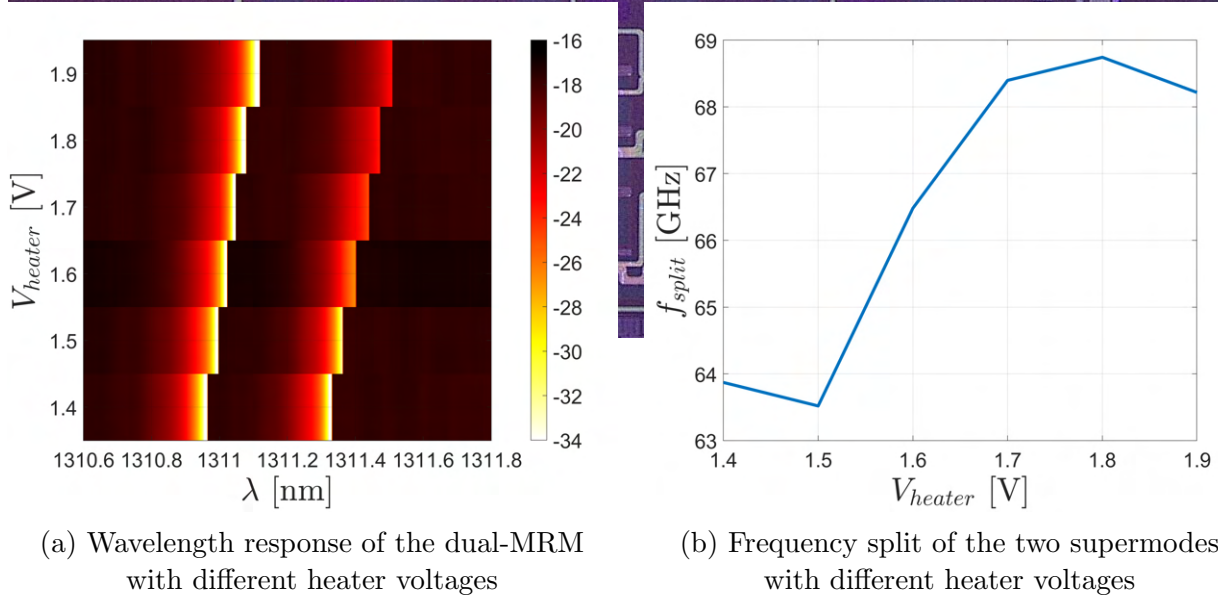 1.9
1.8
1.7
1.6
1.5
1.4
V_heater [V]
1310.6 1310.8 1311 1311.2 1311.4 1311.6 1311.8
λ [nm]
-16
-18
-20
-22
-24
-26
-28
-30
-32
-34
69
68
67
66
65
64
63
f_split [GHz]
1.4 1.5 1.6 1.7 1.8 1.9
V_heater [V]
(a) Wavelength response of the dual-MRM
with different heater voltages
(b) Frequency split of the two supermodes
with different heater voltages